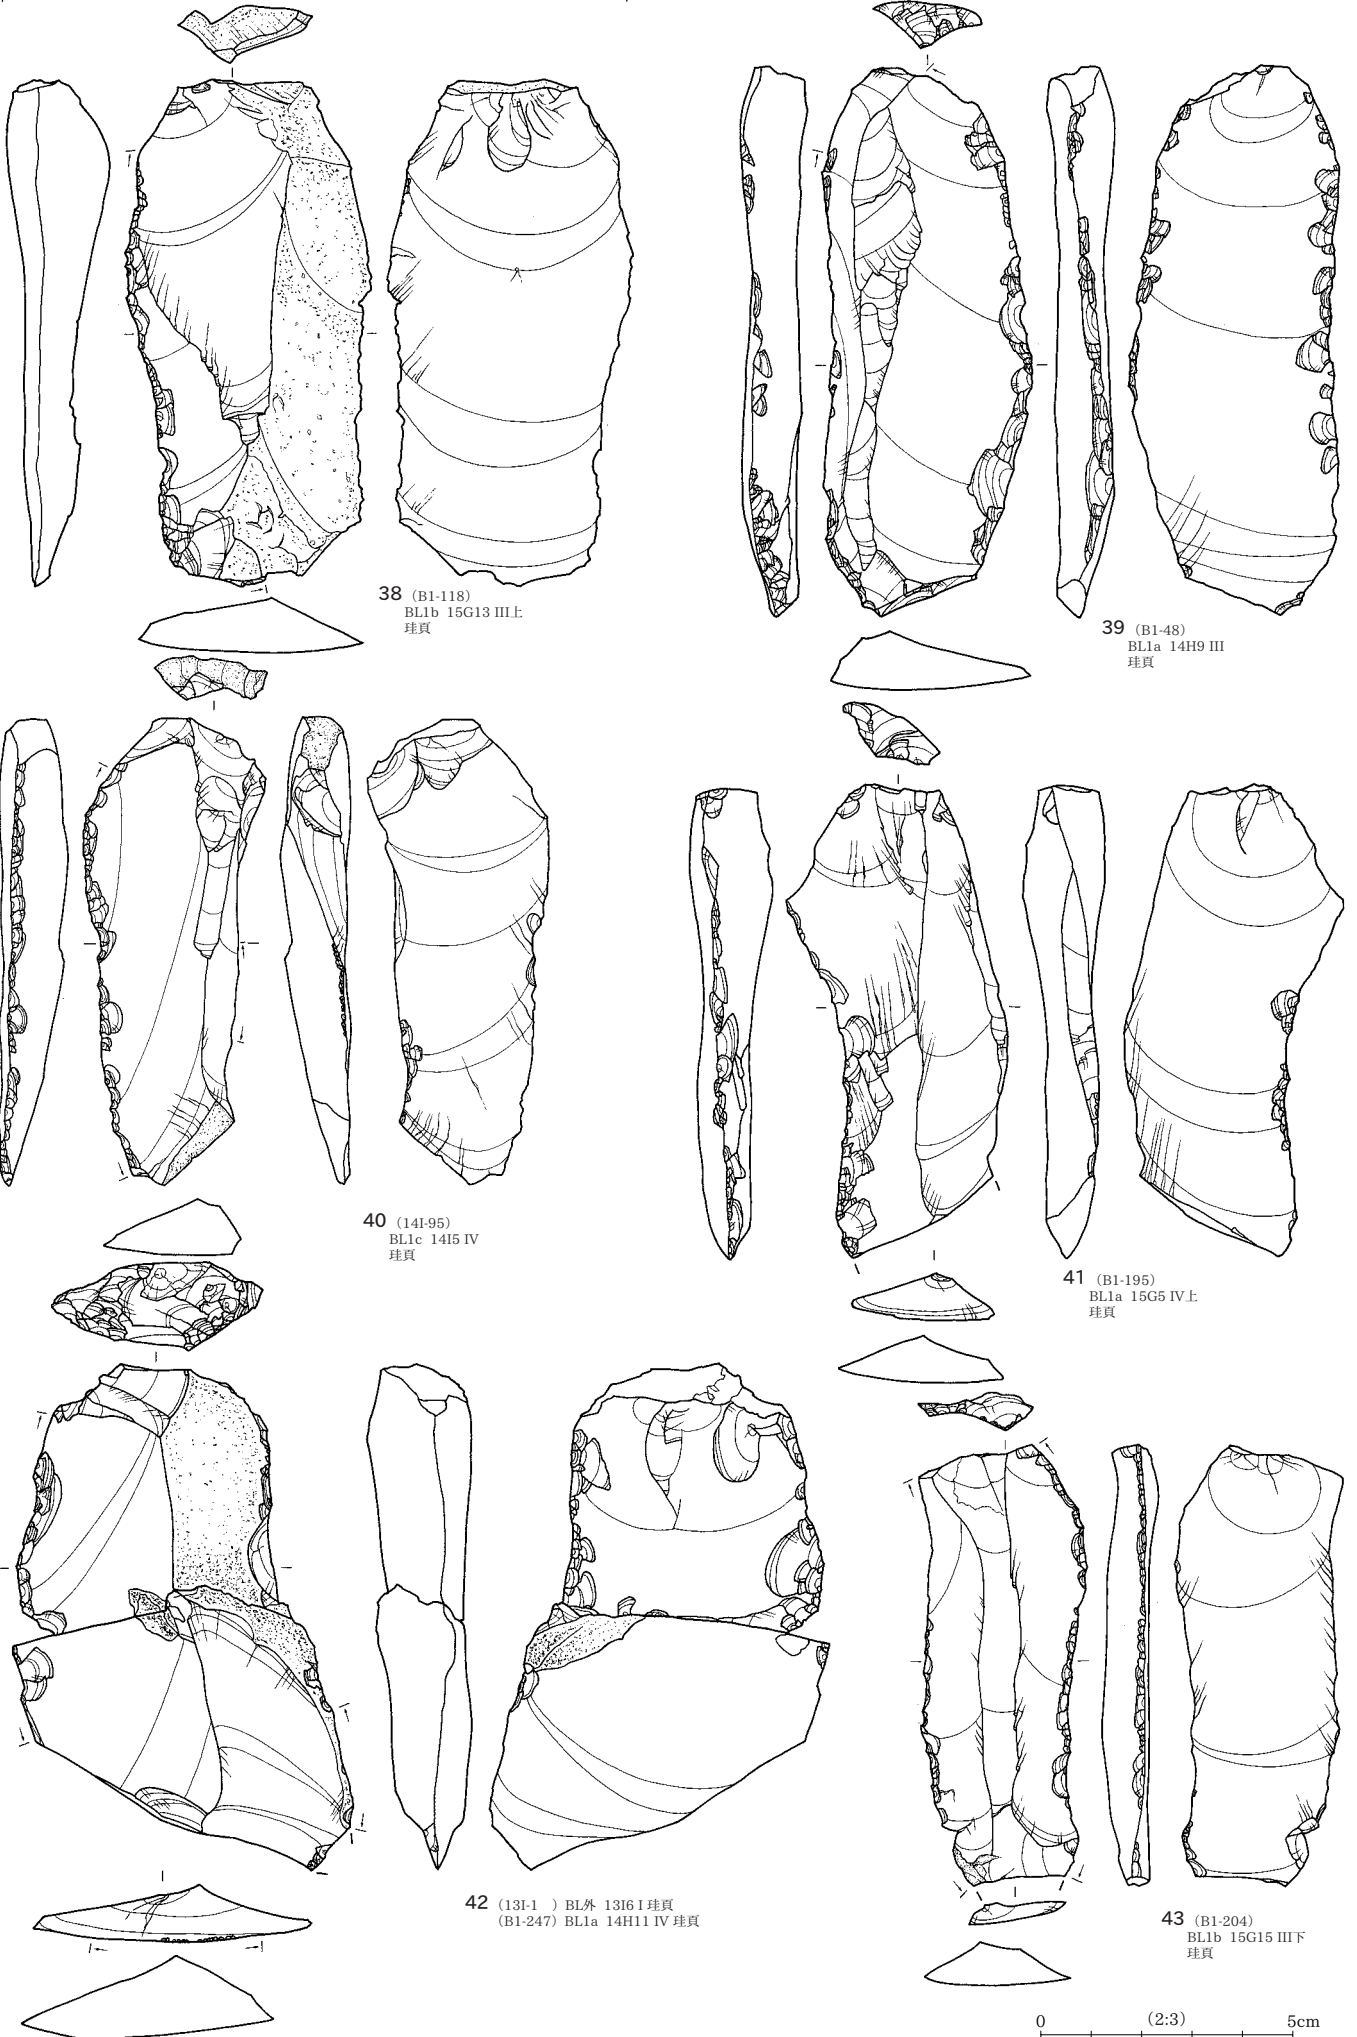 38 (B1-118)
BL1b 15G13 III上
珪頁
39 (B1-48)
BL1a 14H9 III
珪頁
40 (14I-95)
BL1c 14I5 IV
珪頁
41 (B1-195)
BL1a 15G5 IV上
珪頁
42 (13I-1 ) BL外 13I6 I 珪頁
(B1-247) BL1a 14H11 IV 珪頁
43 (B1-204)
BL1b 15G15 III下
珪頁
0 (2:3) 5cm